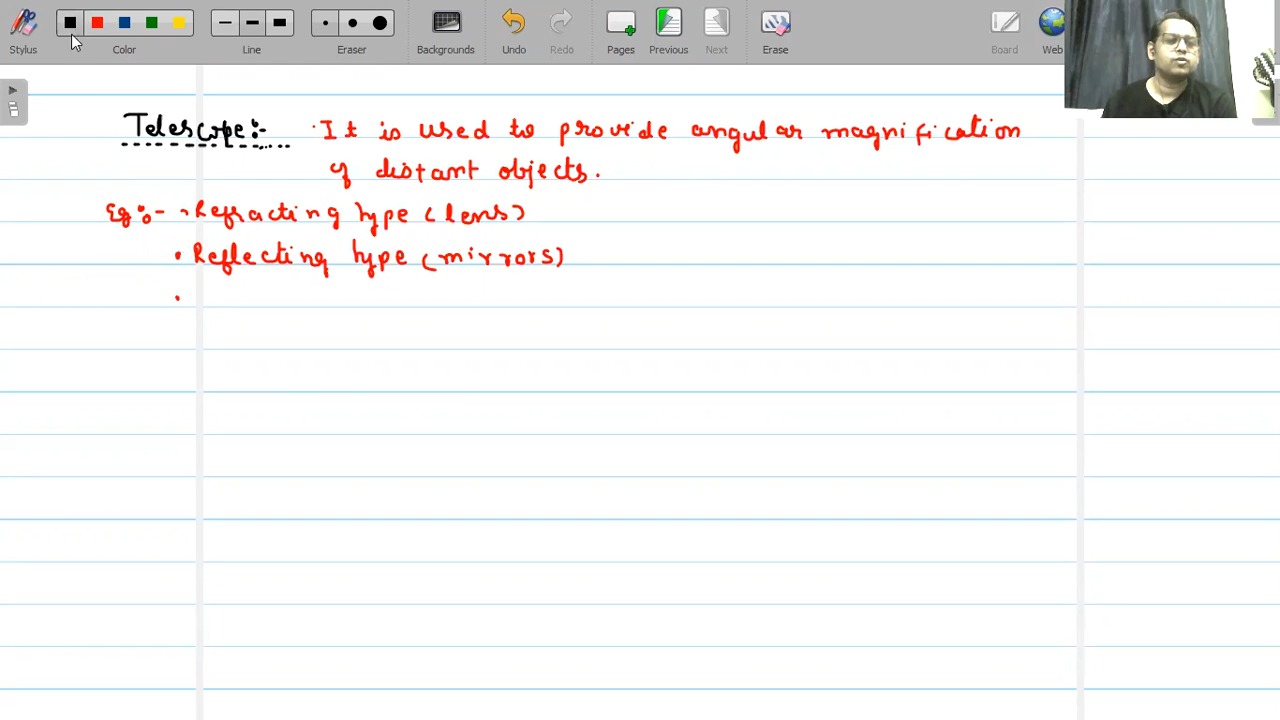 Stylus
Color
Line
Eraser
Backgrounds
Undo
Redo
Pages
Previous
Next
Erase
Board
Web
Telescope:- It is used to provide angular magnification
of distant objects.
Eg:- • Refracting type (lens)
• Reflecting type (mirrors)
•